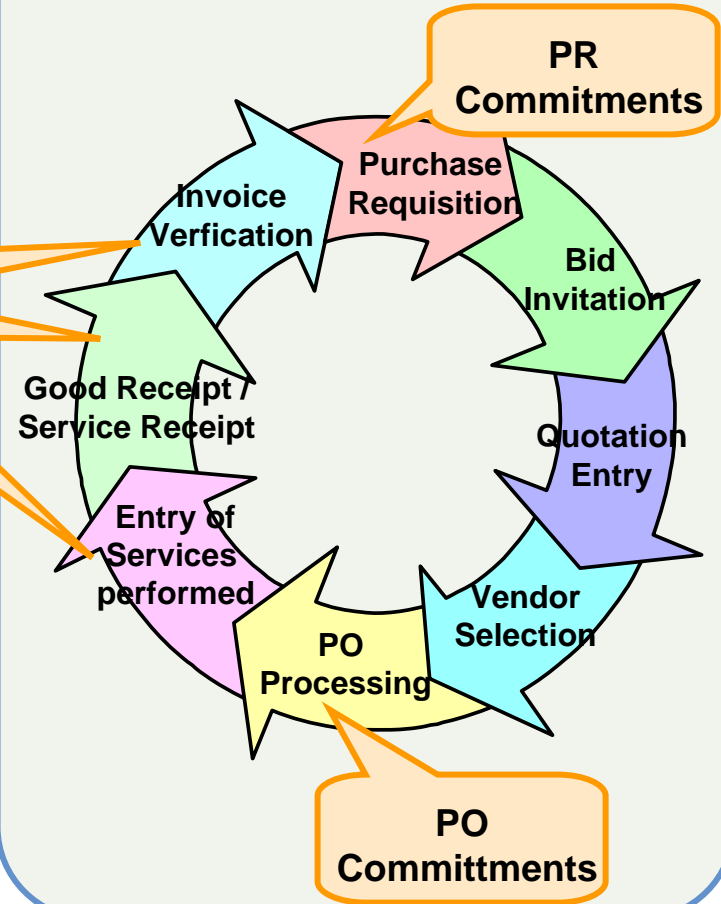 PR
Commitments
Purchase
Requisition
Bid
Invitation
Quotation
Entry
Vendor
Selection
PO
Processing
Entry of
Services
performed
Good Receipt /
Service Receipt
Invoice
Verfication
PO
Committments